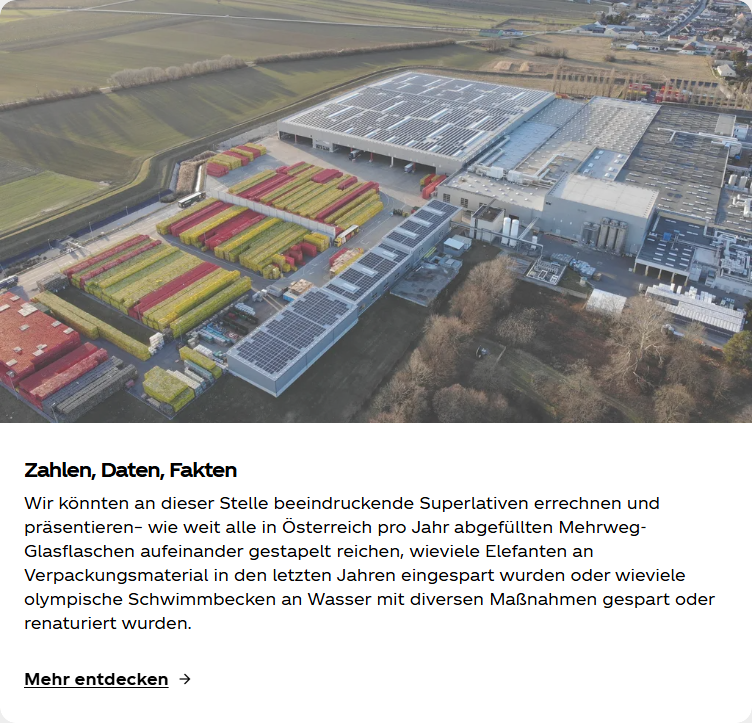 Zahlen, Daten, Fakten
Wir könnten an dieser Stelle beeindruckende Superlativen errechnen und
präsentieren– wie weit alle in Österreich pro Jahr abgefüllten Mehrweg-
Glasflaschen aufeinander gestapelt reichen, wieviele Elefanten an
Verpackungsmaterial in den letzten Jahren eingespart wurden oder wieviele
olympische Schwimmbecken an Wasser mit diversen Maßnahmen gespart oder
renaturiert wurden.
Mehr entdecken →